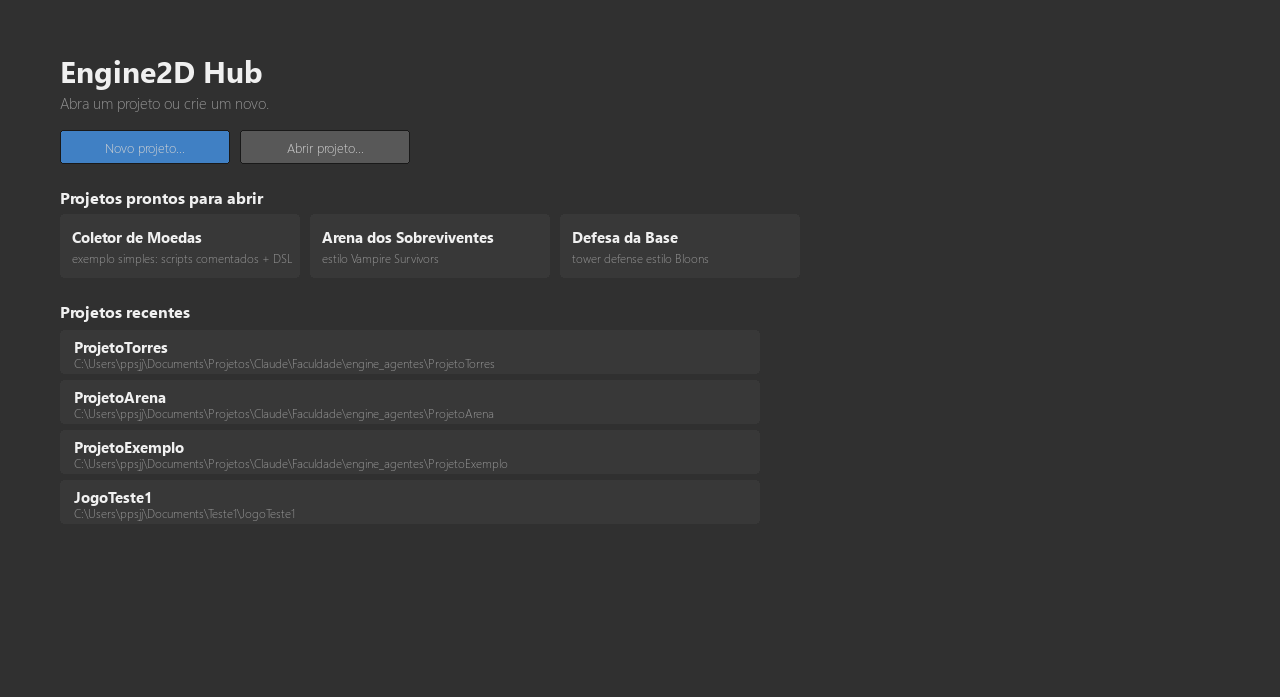 Engine2D Hub
Abra um projeto ou crie um novo.
Novo projeto... Abrir projeto...
Projetos prontos para abrir
Coletor de Moedas Arena dos Sobreviventes Defesa da Base
exemplo simples: scripts comentados + DSL estilo Vampire Survivors tower defense estilo Bloons
Projetos recentes
ProjetoTorres
C:\Users\ppsjj\Documents\Projetos\Claude\Faculdade\engine_agentes\ProjetoTorres
ProjetoArena
C:\Users\ppsjj\Documents\Projetos\Claude\Faculdade\engine_agentes\ProjetoArena
ProjetoExemplo
C:\Users\ppsjj\Documents\Projetos\Claude\Faculdade\engine_agentes\ProjetoExemplo
JogoTeste1
C:\Users\ppsjj\Documents\Teste1\JogoTeste1